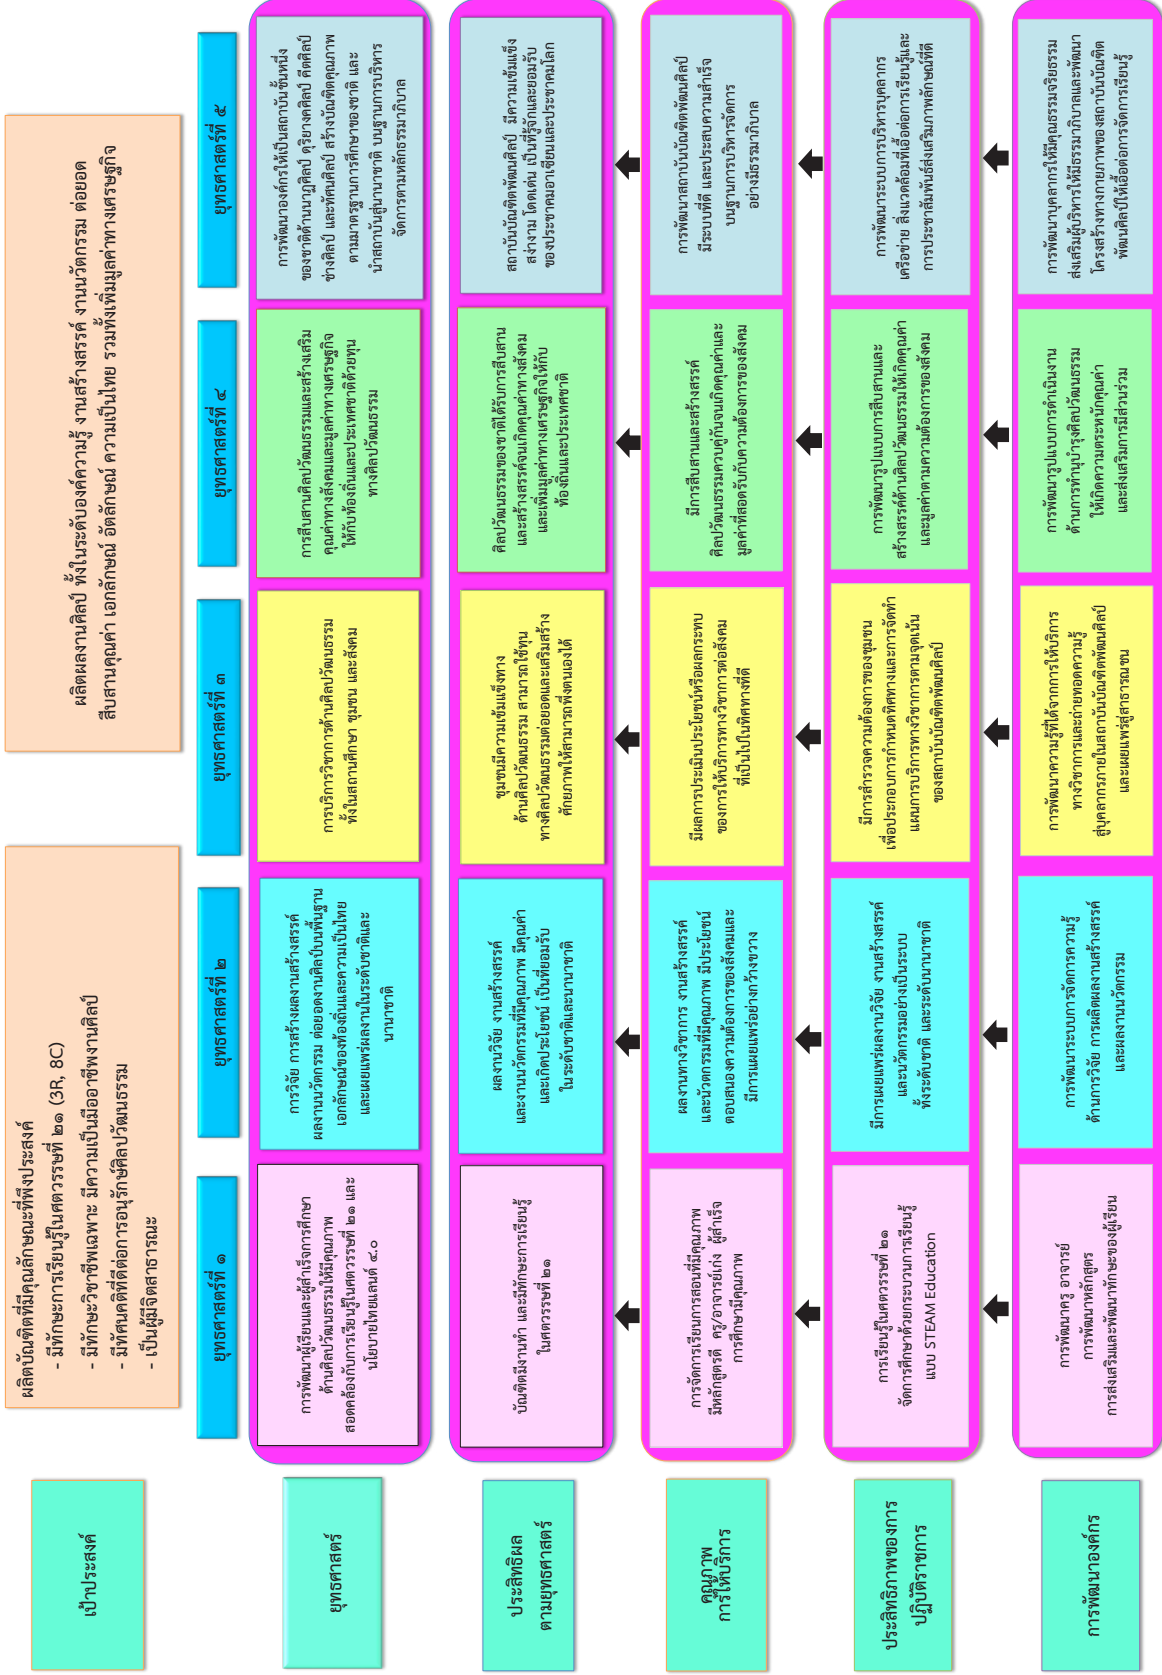 เป้าประสงค์
ผลิตบัณฑิตที่มีคุณลักษณะที่พึงประสงค์
- มีทักษะการเรียนรู้ในศตวรรษที่ ๒๑ (3R, 8C)
- มีทักษะวิชาชีพเฉพาะ มีความเป็นมืออาชีพงานศิลป์
- มีทัศนคติที่ดีต่อการอนุรักษ์ศิลปวัฒนธรรม
- เป็นผู้มีจิตสาธารณะ
ผลิตผลงานศิลป์ ทั้งในระดับองค์ความรู้ งานสร้างสรรค์ งานนวัตกรรม ต่อยอด
สืบสานคุณค่า เอกลักษณ์ อัตลักษณ์ ความเป็นไทย รวมทั้งเพิ่มมูลค่าทางเศรษฐกิจ
ยุทธศาสตร์ที่ ๑
ยุทธศาสตร์ที่ ๒
ยุทธศาสตร์ที่ ๓
ยุทธศาสตร์ที่ ๔
ยุทธศาสตร์ที่ ๕
ยุทธศาสตร์
การพัฒนาผู้เรียนและผู้สำเร็จการศึกษา
ด้านศิลปวัฒนธรรมให้มีคุณภาพ
สอดคล้องกับการเรียนรู้ในศตวรรษที่ ๒๑ และ
นโยบายไทยแลนด์ ๔.๐
การวิจัย การสร้างผลงานสร้างสรรค์
ผลงานนวัตกรรม ต่อยอดงานศิลป์บนพื้นฐาน
เอกลักษณ์ของท้องถิ่นและความเป็นไทย
และเผยแพร่ผลงานในระดับชาติและ
นานาชาติ
การบริการวิชาการด้านศิลปวัฒนธรรม
ทั้งในสถานศึกษา ชุมชน และสังคม
การสืบสานศิลปวัฒนธรรมและสร้างเสริม
คุณค่าทางสังคมและมูลค่าทางเศรษฐกิจ
ให้กับท้องถิ่นและประเทศชาติด้วยทุน
ทางศิลปวัฒนธรรม
การพัฒนาองค์กรให้เป็นสถาบันชั้นหนึ่ง
ของชาติด้านนาฏศิลป์ ดุริยางคศิลป์ คีตศิลป์
ช่างศิลป์ และทัศนศิลป์ สร้างบัณฑิตคุณภาพ
ตามมาตรฐานการศึกษาของชาติ และ
นำสถาบันสู่นานาชาติ บนฐานการบริหาร
จัดการตามหลักธรรมาภิบาล
ประสิทธิผล
ตามยุทธศาสตร์
บัณฑิตมีงานทำ และมีทักษะการเรียนรู้
ในศตวรรษที่ ๒๑
ผลงานวิจัย งานสร้างสรรค์
และงานนวัตกรรมที่มีคุณภาพ มีคุณค่า
และเกิดประโยชน์ เป็นที่ยอมรับ
ในระดับชาติและนานาชาติ
ชุมชนมีความเข้มแข็งทาง
ด้านศิลปวัฒนธรรม สามารถใช้ทุน
ทางศิลปวัฒนธรรมต่อยอดและเสริมสร้าง
ศักยภาพให้สามารถพึ่งตนเองได้
ศิลปวัฒนธรรมของชาติได้รับการสืบสาน
และสร้างสรรค์จนเกิดคุณค่าทางสังคม
และเพิ่มมูลค่าทางเศรษฐกิจให้กับ
ท้องถิ่นและประเทศชาติ
สถาบันบัณฑิตพัฒนศิลป์ มีความเข้มแข็ง
สง่างาม โดดเด่น เป็นที่รู้จักและยอมรับ
ของประชาคมอาเซียนและประชาคมโลก
คุณภาพ
การให้บริการ
การจัดการเรียนการสอนที่มีคุณภาพ
มีหลักสูตรดี ครู/อาจารย์เก่ง ผู้สำเร็จ
การศึกษามีคุณภาพ
ผลงานทางวิชาการ งานสร้างสรรค์
และนวัตกรรมที่มีคุณภาพ มีประโยชน์
ตอบสนองความต้องการของสังคมและ
มีการเผยแพร่อย่างกว้างขวาง
มีผลการประเมินประโยชน์หรือผลกระทบ
ของการให้บริการทางวิชาการต่อสังคม
ที่เป็นไปในทิศทางที่ดี
มีการสืบสานและสร้างสรรค์
ศิลปวัฒนธรรมควบคู่กันจนเกิดคุณค่าและ
มูลค่าที่สอดรับกับความต้องการของสังคม
การพัฒนาสถาบันบัณฑิตพัฒนศิลป์
มีระบบที่ดี และประสบความสำเร็จ
บนฐานการบริหารจัดการ
อย่างมีธรรมาภิบาล
ประสิทธิภาพของการ
ปฏิบัติราชการ
การเรียนรู้ในศตวรรษที่ ๒๑
จัดการศึกษาด้วยกระบวนการเรียนรู้
แบบ STEAM Education
มีการเผยแพร่ผลงานวิจัย งานสร้างสรรค์
และนวัตกรรมอย่างเป็นระบบ
ทั้งระดับชาติ และระดับนานาชาติ
มีการสำรวจความต้องการของชุมชน
เพื่อประกอบการกำหนดทิศทางและการจัดทำ
แผนการบริการทางวิชาการตามจุดเน้น
ของสถาบันบัณฑิตพัฒนศิลป์
การพัฒนารูปแบบการสืบสานและ
สร้างสรรค์ด้านศิลปวัฒนธรรมให้เกิดคุณค่า
และมูลค่าตามความต้องการของสังคม
การพัฒนาระบบการบริหารบุคลากร
เครือข่าย สิ่งแวดล้อมที่เอื้อต่อการเรียนรู้และ
การประชาสัมพันธ์ส่งเสริมภาพลักษณ์ที่ดี
การพัฒนาองค์กร
การพัฒนาครู อาจารย์
การพัฒนาหลักสูตร
การส่งเสริมและพัฒนาทักษะของผู้เรียน
การพัฒนาระบบการจัดการความรู้
ด้านการวิจัย การผลิตผลงานสร้างสรรค์
และผลงานนวัตกรรม
การพัฒนาความรู้ที่ได้จากการให้บริการ
ทางวิชาการและถ่ายทอดความรู้
สู่บุคลากรภายในสถาบันบัณฑิตพัฒนศิลป์
และเผยแพร่สู่สาธารณชน
การพัฒนารูปแบบการดำเนินงาน
ด้านการทำนุบำรุงศิลปวัฒนธรรม
ให้เกิดความตระหนักคุณค่า
และส่งเสริมการมีส่วนร่วม
การพัฒนาบุคลากรให้มีคุณธรรมจริยธรรม
ส่งเสริมผู้บริหารให้มีธรรมาภิบาลและพัฒนา
โครงสร้างทางกายภาพของสถาบันบัณฑิต
พัฒนศิลป์ให้เอื้อต่อการจัดการเรียนรู้